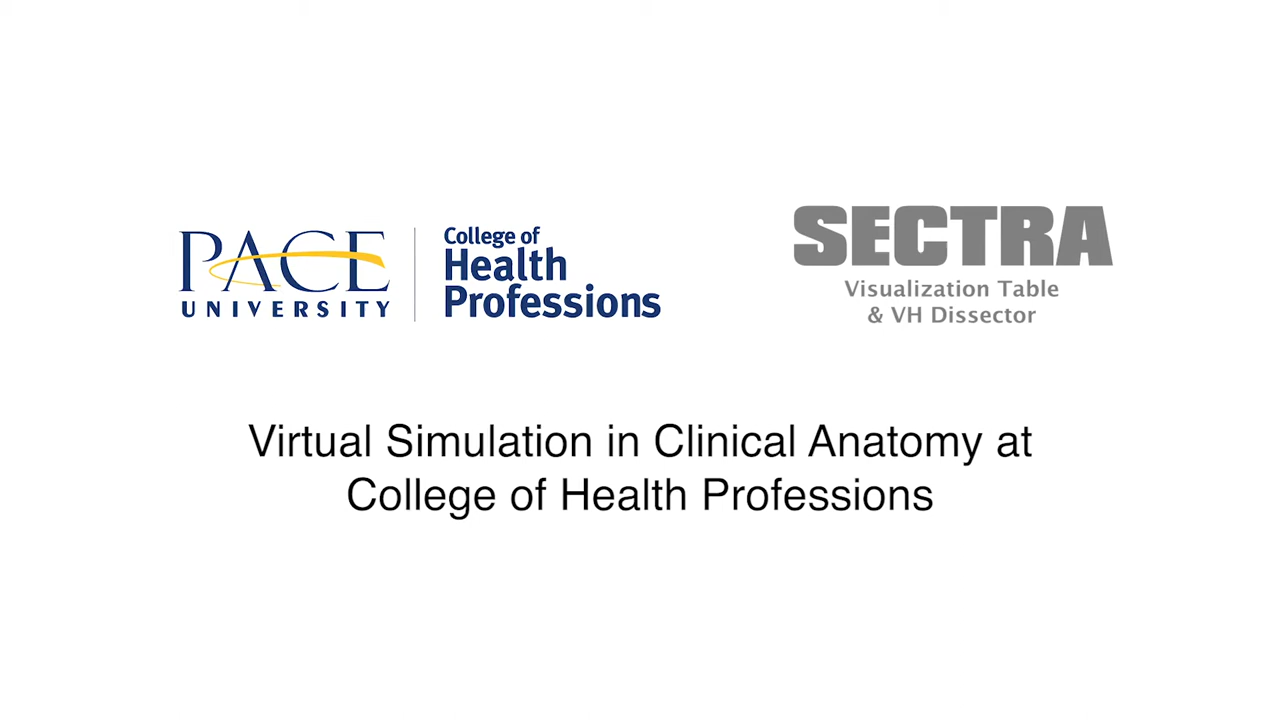 PACE
UNIVERSITY
College of
Health
Professions
SECTRA
Visualization Table
& VH Dissector
Virtual Simulation in Clinical Anatomy at
College of Health Professions